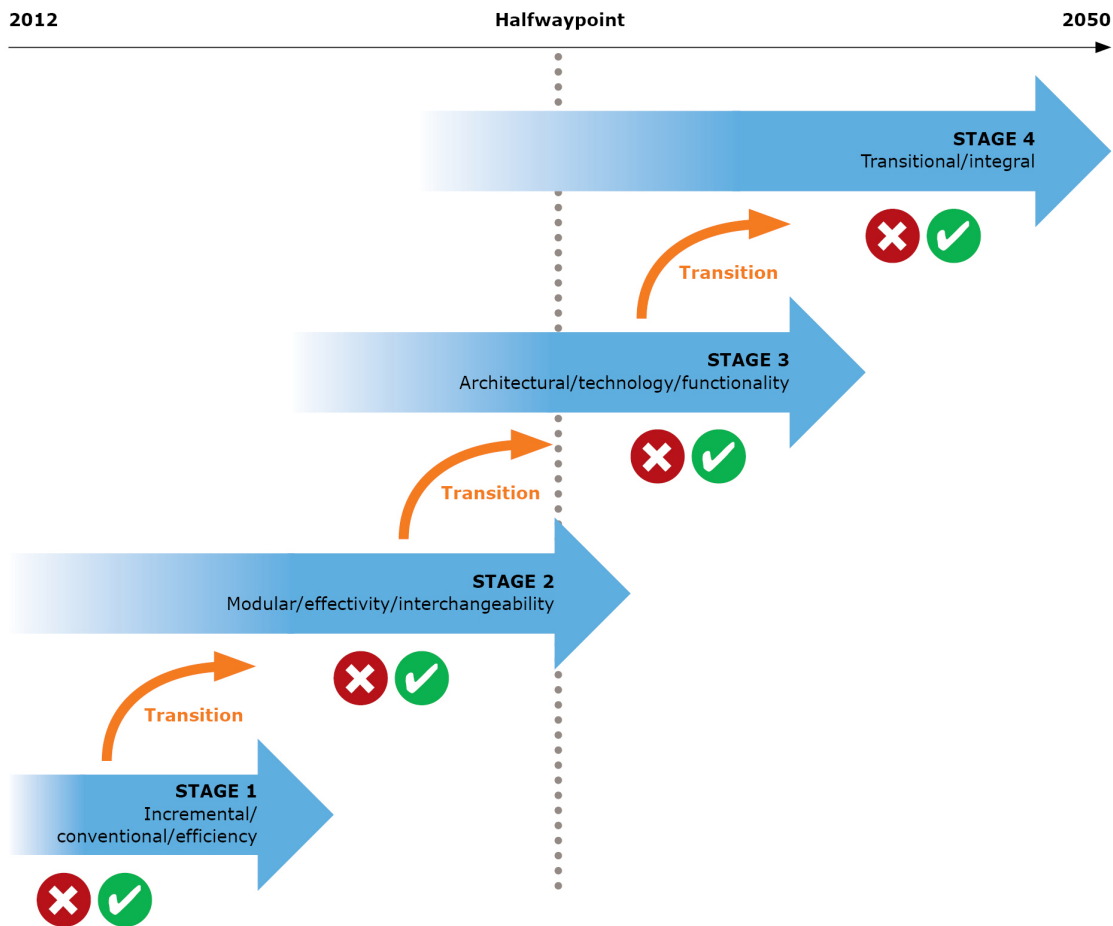 2012
Halfwaypoint
2050
STAGE 4
Transitional/integral
Transition
STAGE 3
Architectural/technology/functionality
Transition
STAGE 2
Modular/effectivity/interchangeability
Transition
STAGE 1
Incremental/
conventional/efficiency